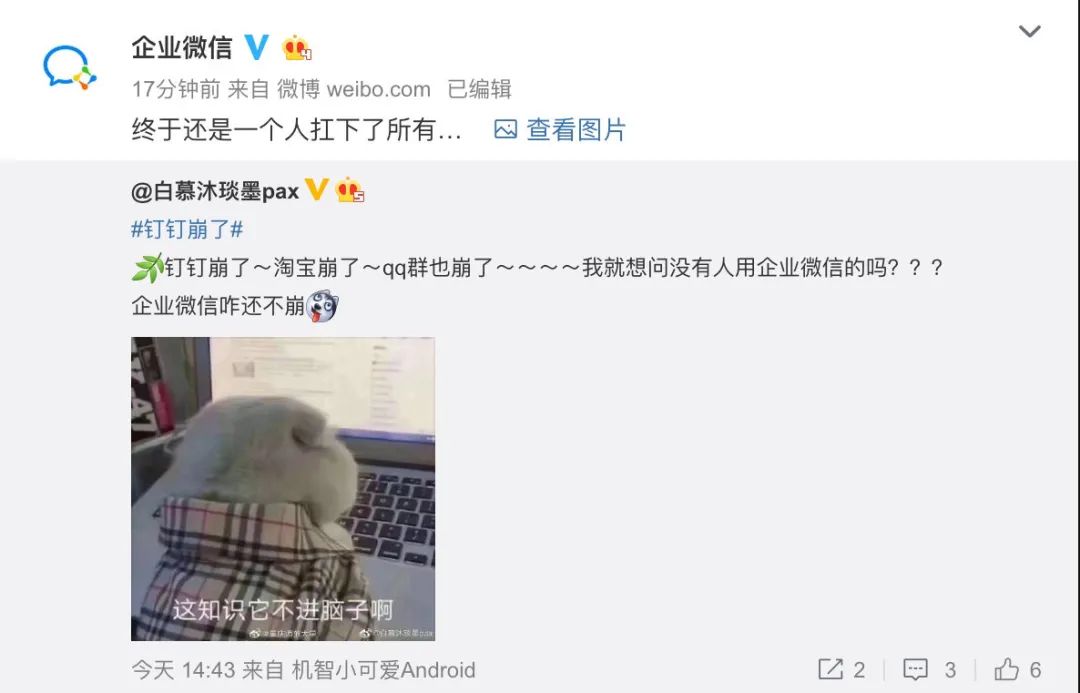 企业微信
17分钟前 来自 微博 weibo.com 已编辑
终于还是一个人扛下了所有… 查看图片
@白慕沐琰墨pax
#钉钉崩了#
钉钉崩了～淘宝崩了～qq群也崩了～～～～我就想问没有人用企业微信的吗？？？
企业微信咋还不崩
这知识它不进脑子啊
@白慕沐琰墨pax
今天 14:43 来自 机智小可爱Android
2 3 6